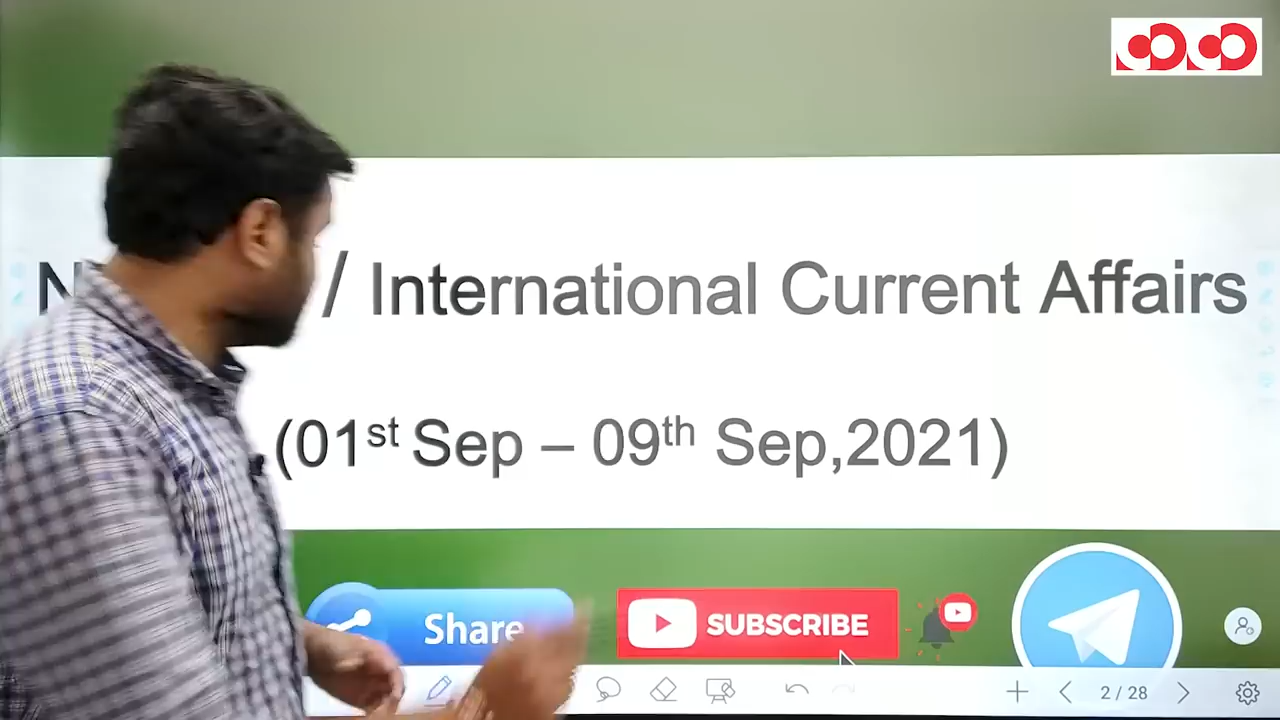 / International Current Affairs
(01st Sep – 09th Sep,2021)
Share
SUBSCRIBE
2 / 28